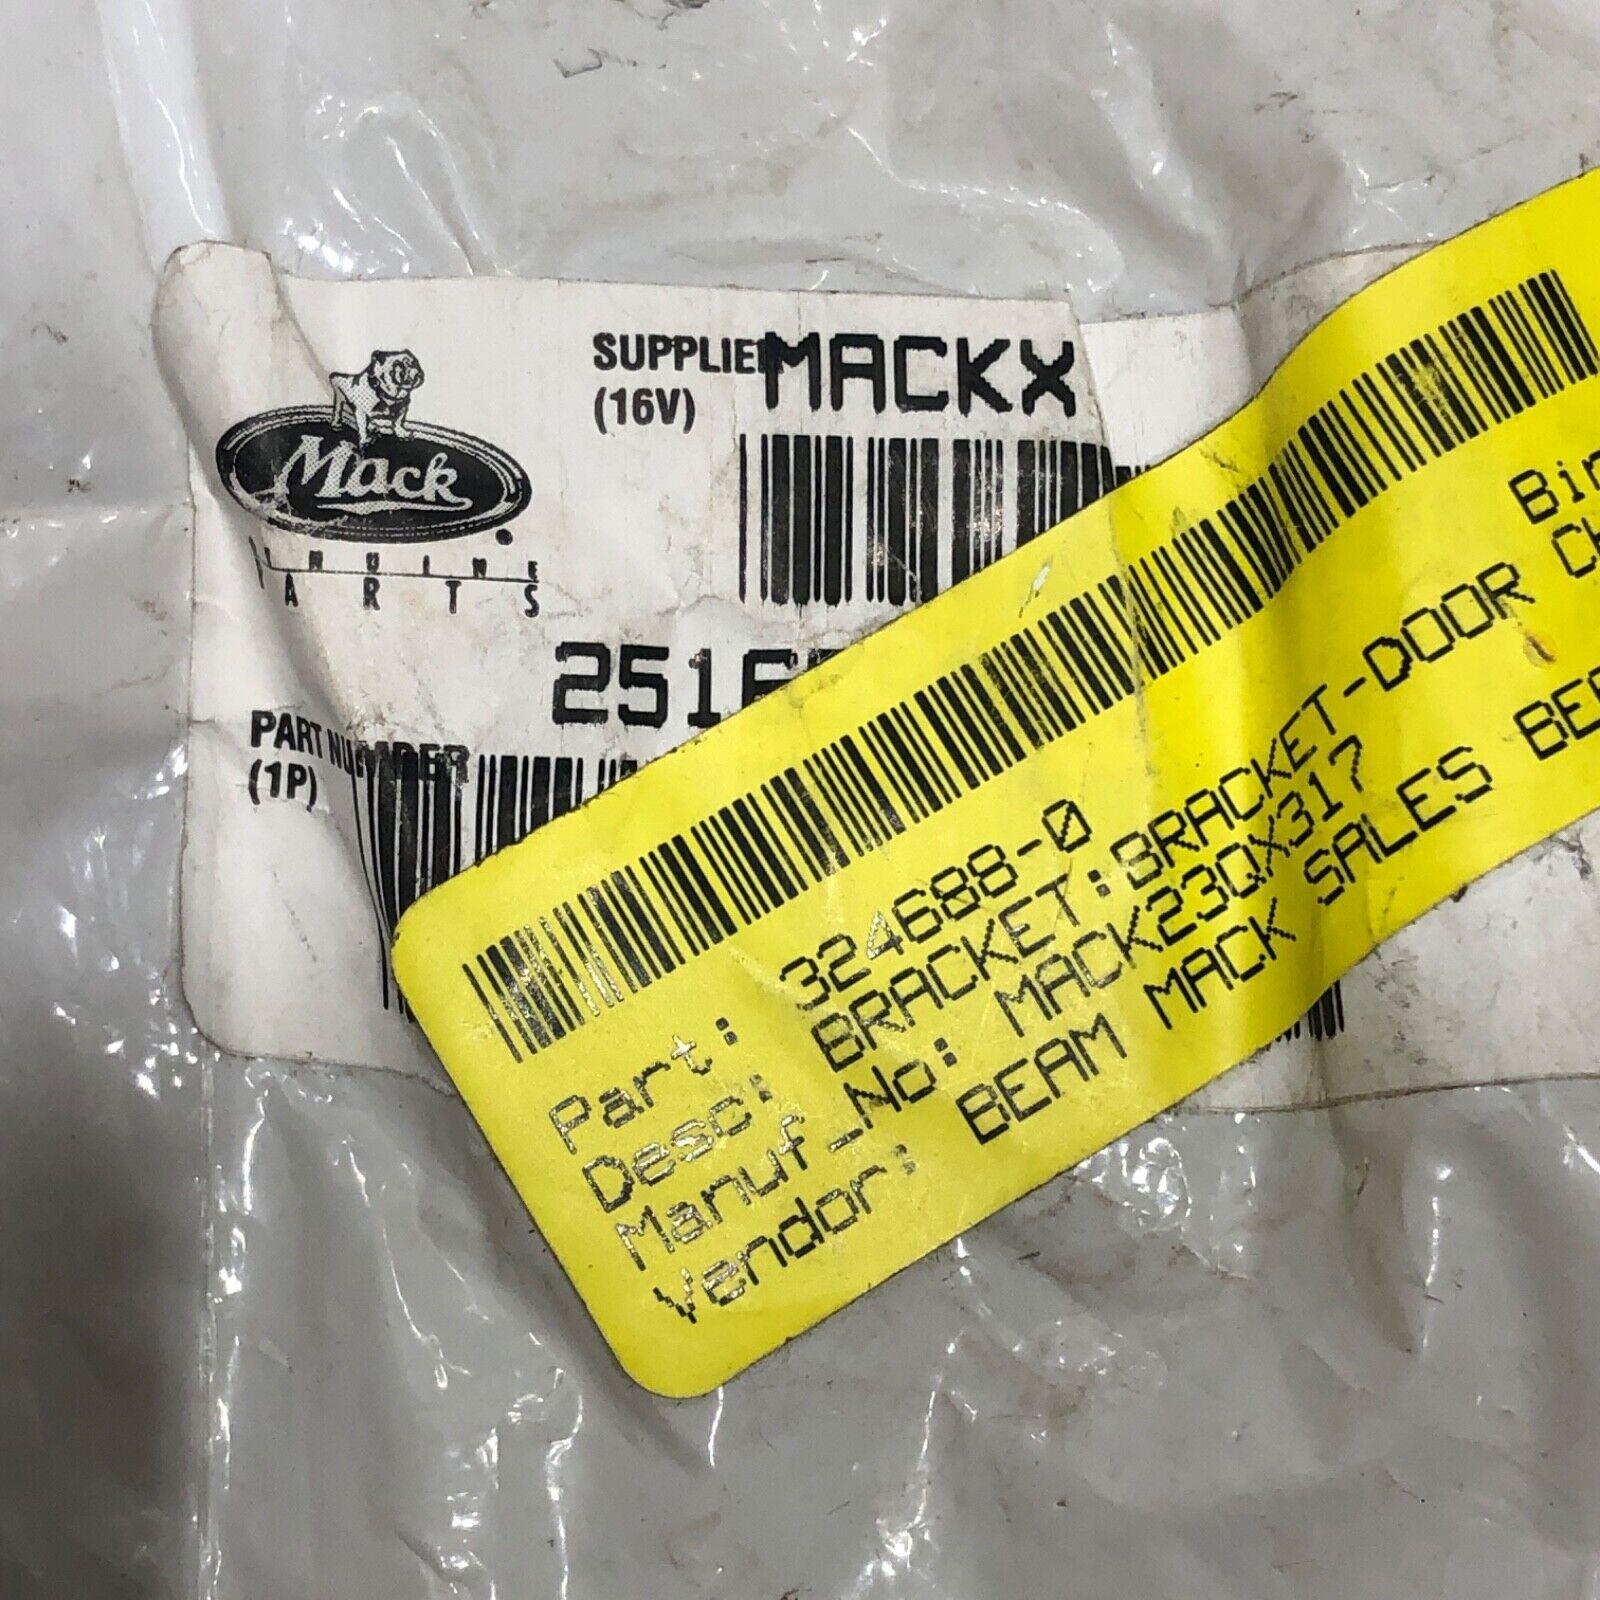 SUPPLIER MACKX
(16V)
Mack
GENUINE
PARTS
2516
PART NUMBER
(1P)
Bin
Part: 324688-0
Desc: BRACKET:BRACKET-DOOR CH
Manuf_No: MACK23QX317
Vendor: BEAM MACK SALES BEA